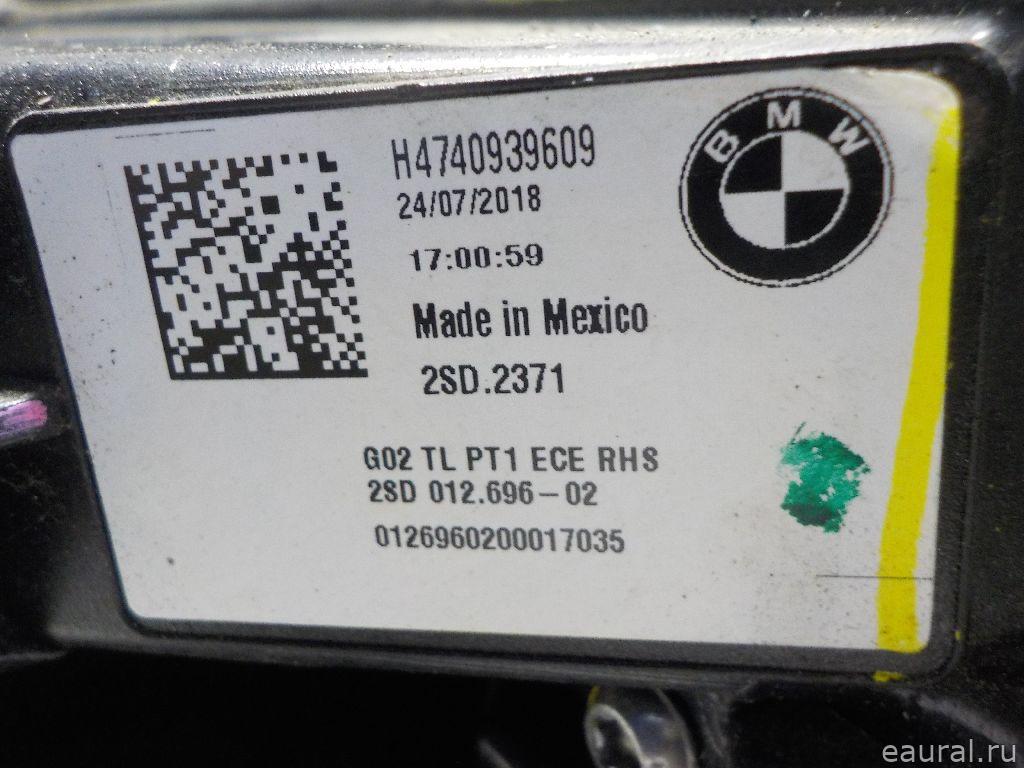 H4740939609
24/07/2018
17:00:59
Made in Mexico
2SD.2371
G02 TL PT1 ECE RHS
2SD 012.696-02
0126960200017035
BMW
eaural.ru